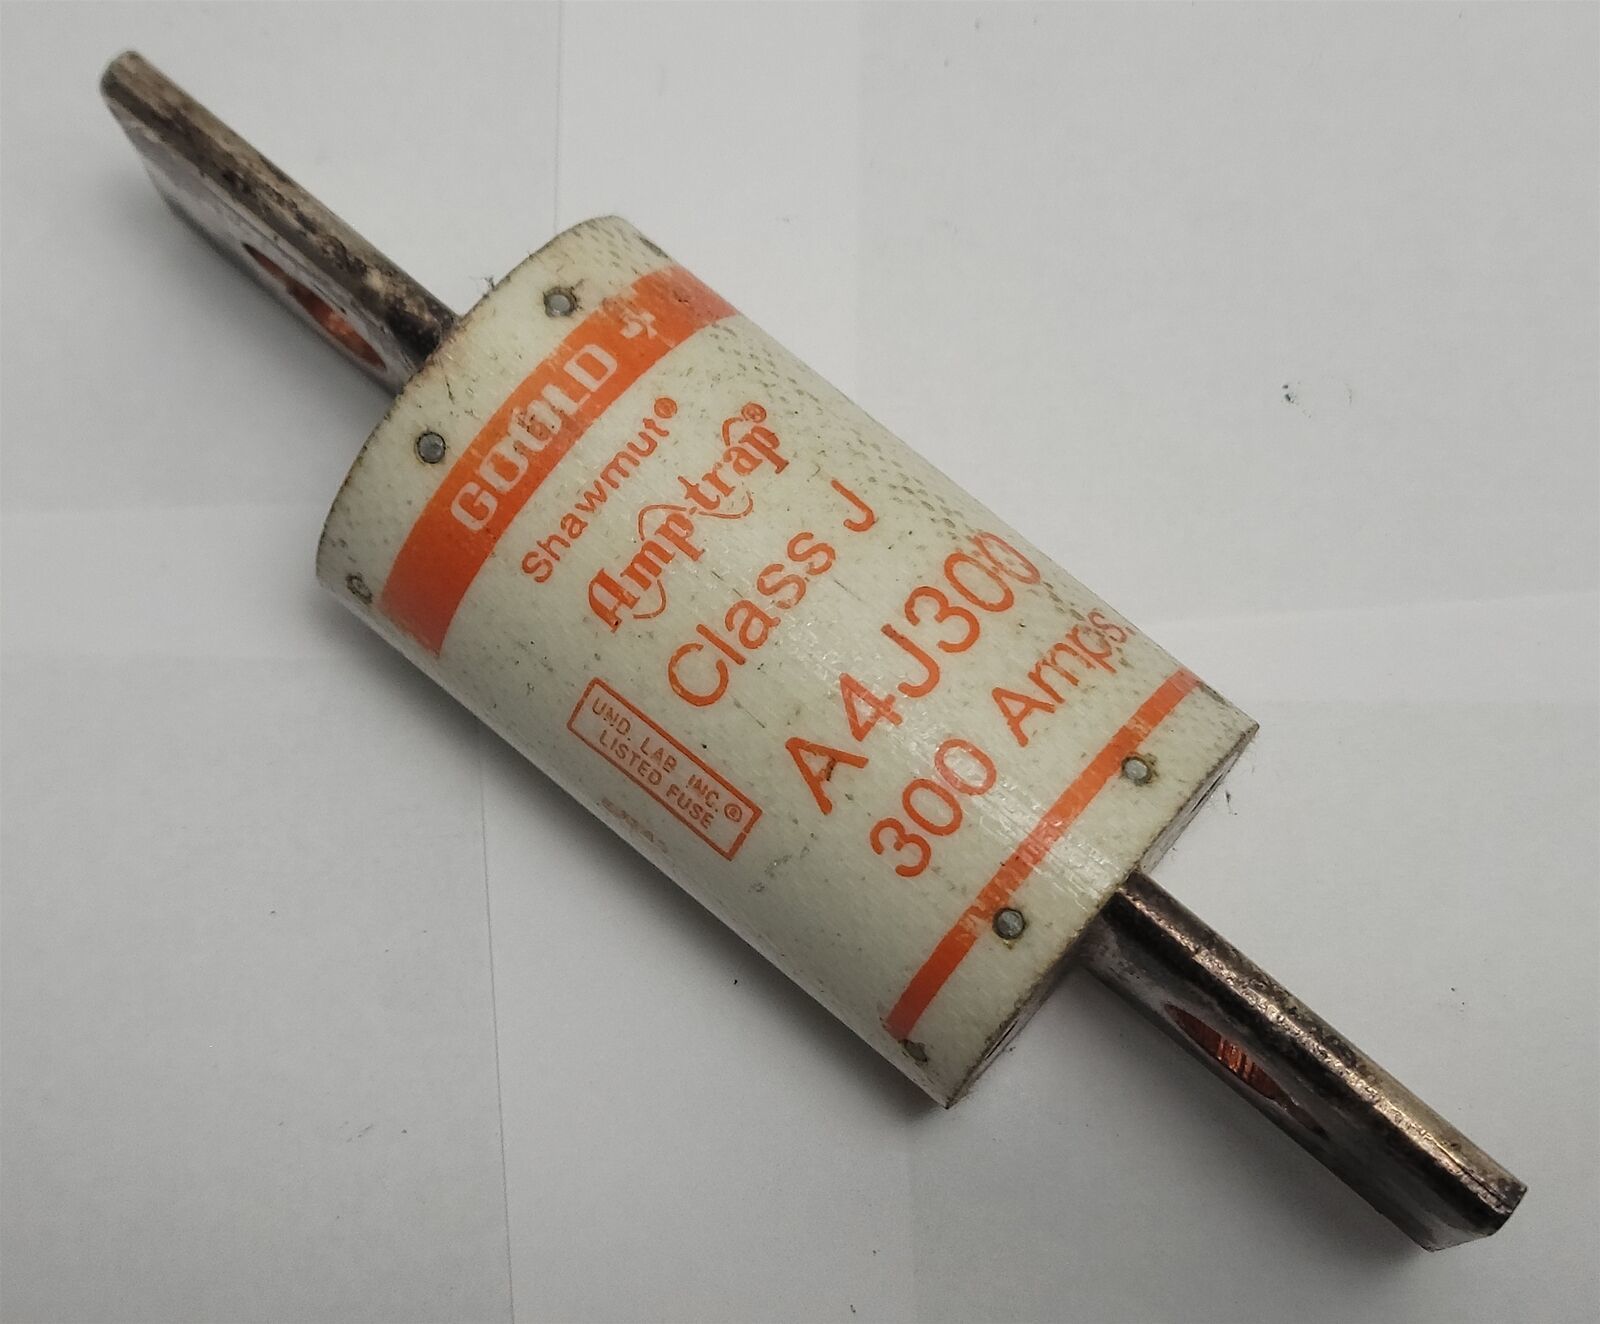 GOULD
Shawmut®
Amp-trap®
Class J
A4J300
300 Amps.
UND. LAB. INC.®
LISTED FUSE